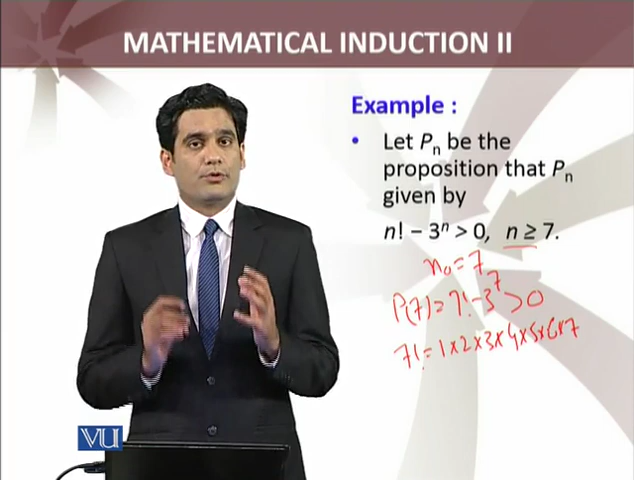 MATHEMATICAL INDUCTION II
Example :
• Let Pn be the
proposition that Pn
given by
n! − 3ⁿ > 0, n ≥ 7.
n₀ = 7
P(7) = 7! - 3⁷ > 0
7! = 1×2×3×4×5×6×7
VU